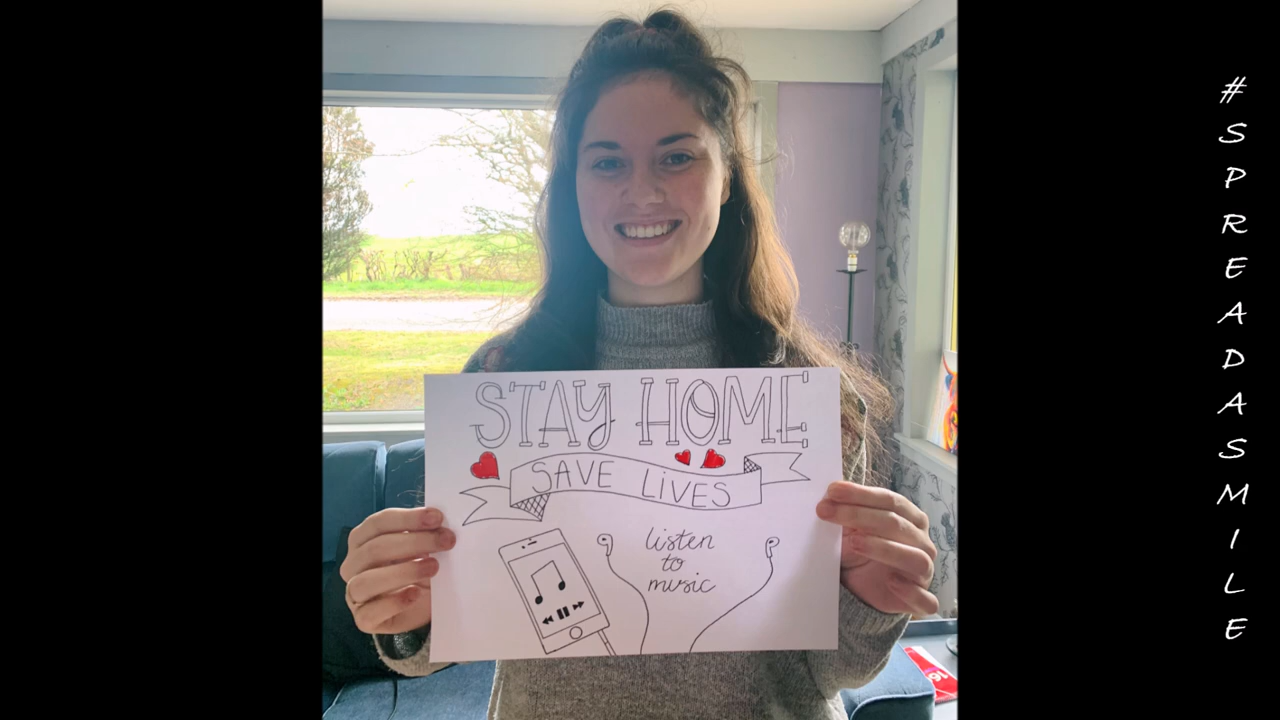 STAY HOME
SAVE LiVES
listen
to
music
#SPREADASMILE